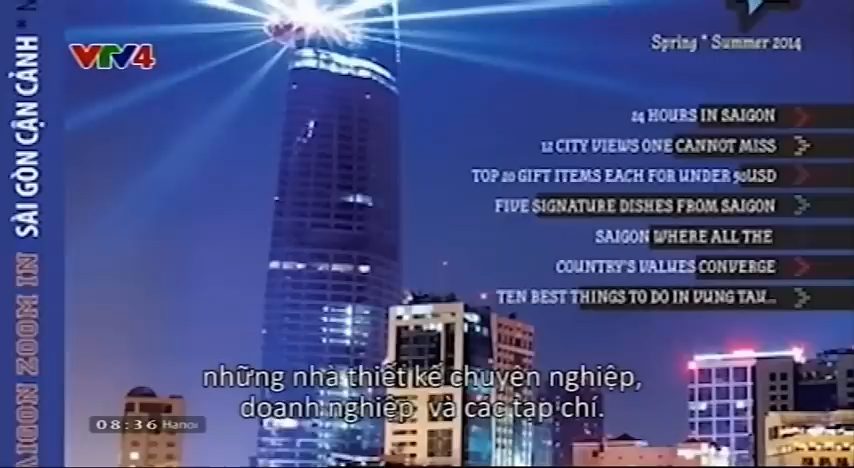 VTV4
Spring * Summer 2014
SÀI GÒN CẬN CẢNH *
ZOOM IN
24 HOURS IN SAIGON
12 CITY VIEWS ONE CANNOT MISS
TOP 20 GIFT ITEMS EACH FOR UNDER 90USD
FIVE SIGNATURE DISHES FROM SAIGON
SAIGON WHERE ALL THE
COUNTRY'S VALUES CONVERGE
TEN BEST THINGS TO DO IN VUNG TAU...
những nhà thiết kế chuyên nghiệp,
doanh nghiệp và các tạp chí.
08:36 Hanoi